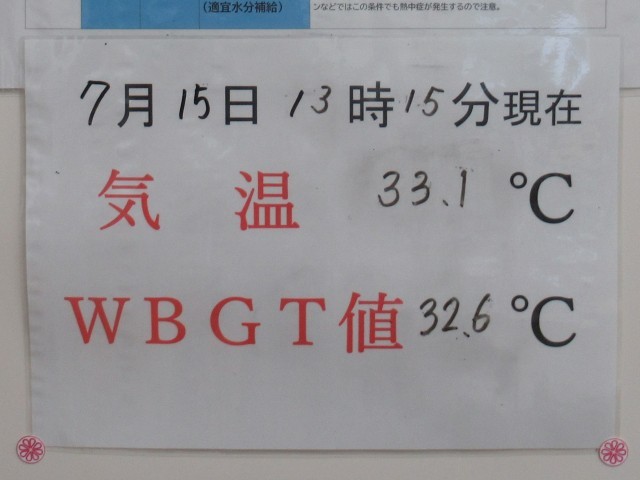 (適宜水分補給)
ンなどではこの条件でも熱中症が発生するので注意。
7月15日 13時15分現在
気温 33.1 ℃
WBGT値 32.6 ℃